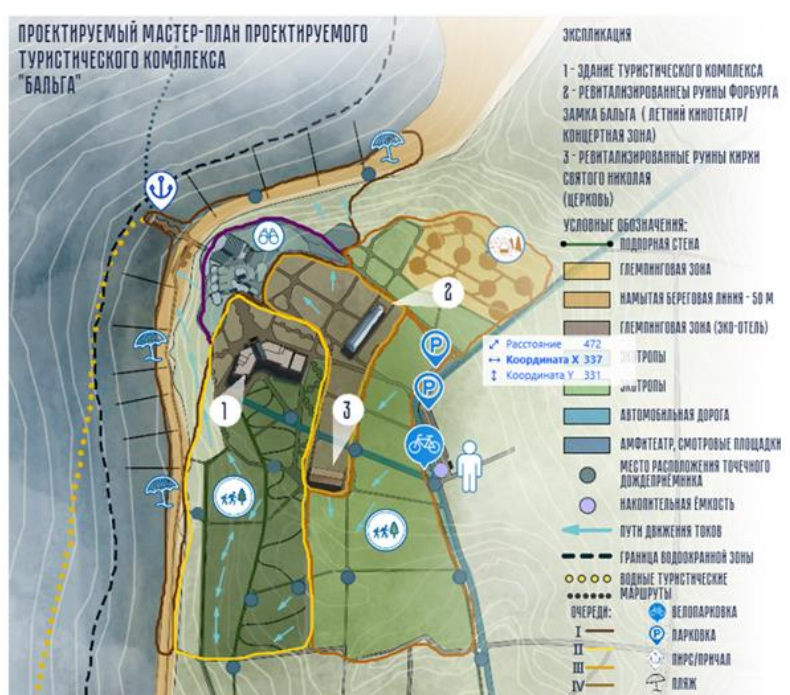 ПРОЕКТИРУЕМЫЙ МАСТЕР-ПЛАН ПРОЕКТИРУЕМОГО
ТУРИСТИЧЕСКОГО КОМПЛЕКСА
"БАЛЬГА"
ЭКСПЛИКАЦИЯ
1 - ЗДАНИЕ ТУРИСТИЧЕСКОГО КОМПЛЕКСА
2 - РЕВИТАЛИЗИРОВАННЕЫ РУИНЫ ФОРБУРГА
ЗАМКА БАЛЬГА ( ЛЕТНИЙ КИНОТЕАТР/
КОНЦЕРТНАЯ ЗОНА)
3 - РЕВИТАЛИЗИРОВАННЫЕ РУИНЫ КИРХИ
СВЯТОГО НИКОЛАЯ
(ЦЕРКОВЬ)
УСЛОВНЫЕ ОБОЗНАЧЕНИЯ:
ПОДПОРНАЯ СТЕНА
ГЛЕМПИНГОВАЯ ЗОНА
НАМЫТАЯ БЕРЕГОВАЯ ЛИНИЯ - 50 М
ГЛЕМПИНГОВАЯ ЗОНА (ЭКО-ОТЕЛЬ)
ЭКОТРОПЫ
ЭКОТРОПЫ
АВТОМОБИЛЬНАЯ ДОРОГА
АМФИТЕАТР, СМОТРОВЫЕ ПЛОЩАДКИ
МЕСТО РАСПОЛОЖЕНИЯ ТОЧЕЧНОГО
ДОЖДЕПРИЁМНИКА
НАКОПИТЕЛЬНАЯ ЁМКОСТЬ
ПУТИ ДВИЖЕНИЯ ТОКОВ
ГРАНИЦА ВОДООХРАННОЙ ЗОНЫ
ВОДНЫЕ ТУРИСТИЧЕСКИЕ
МАРШРУТЫ
ОЧЕРЕДИ:
I
II
III
IV
ВЕЛОПАРКОВКА
P ПАРКОВКА
ПИРС/ПРИЧАЛ
ПЛЯЖ
Расстояние 472
Координата X 337
Координата Y 331
2
P
P
1
3